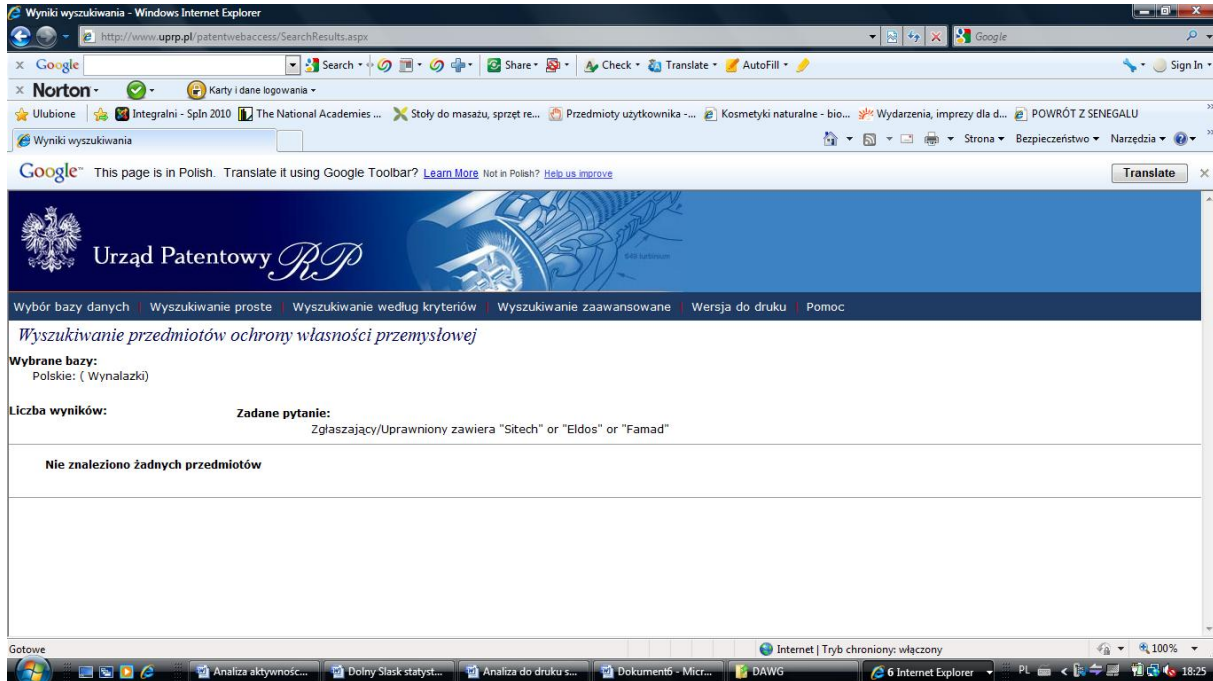 Wyniki wyszukiwania - Windows Internet Explorer
http://www.uprp.pl/patentwebaccess/SearchResults.aspx Google
x Google Search Share Check Translate AutoFill Sign In
x Norton Karty i dane logowania
Ulubione Integralni - SpIn 2010 The National Academies ... Stoły do masażu, sprzęt re... Przedmioty użytkownika -... Kosmetyki naturalne - bio... Wydarzenia, imprezy dla d... POWRÓT Z SENEGALU
Wyniki wyszukiwania Strona Bezpieczeństwo Narzędzia
Google™ This page is in Polish. Translate it using Google Toolbar? Learn More Not in Polish? Help us improve Translate
Urząd Patentowy RP
Wybór bazy danych | Wyszukiwanie proste | Wyszukiwanie według kryteriów | Wyszukiwanie zaawansowane | Wersja do druku | Pomoc
Wyszukiwanie przedmiotów ochrony własności przemysłowej
Wybrane bazy:
Polskie: ( Wynalazki)
Liczba wyników: Zadane pytanie:
Zgłaszający/Uprawniony zawiera "Sitech" or "Eldos" or "Famad"
Nie znaleziono żadnych przedmiotów
Gotowe Internet | Tryb chroniony: włączony 100%
Analiza aktywnośc... Dolny Slask statyst... Analiza do druku s... Dokument6 - Micr... DAWG 6 Internet Explorer PL 18:25